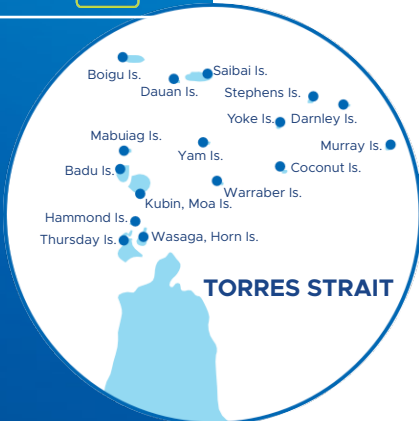 Boigu Is.
Saibai Is.
Dauan Is.
Stephens Is.
Yoke Is.
Darnley Is.
Mabuiag Is.
Yam Is.
Murray Is.
Badu Is.
Coconut Is.
Warraber Is.
Kubin, Moa Is.
Hammond Is.
Thursday Is.
Wasaga, Horn Is.
TORRES STRAIT